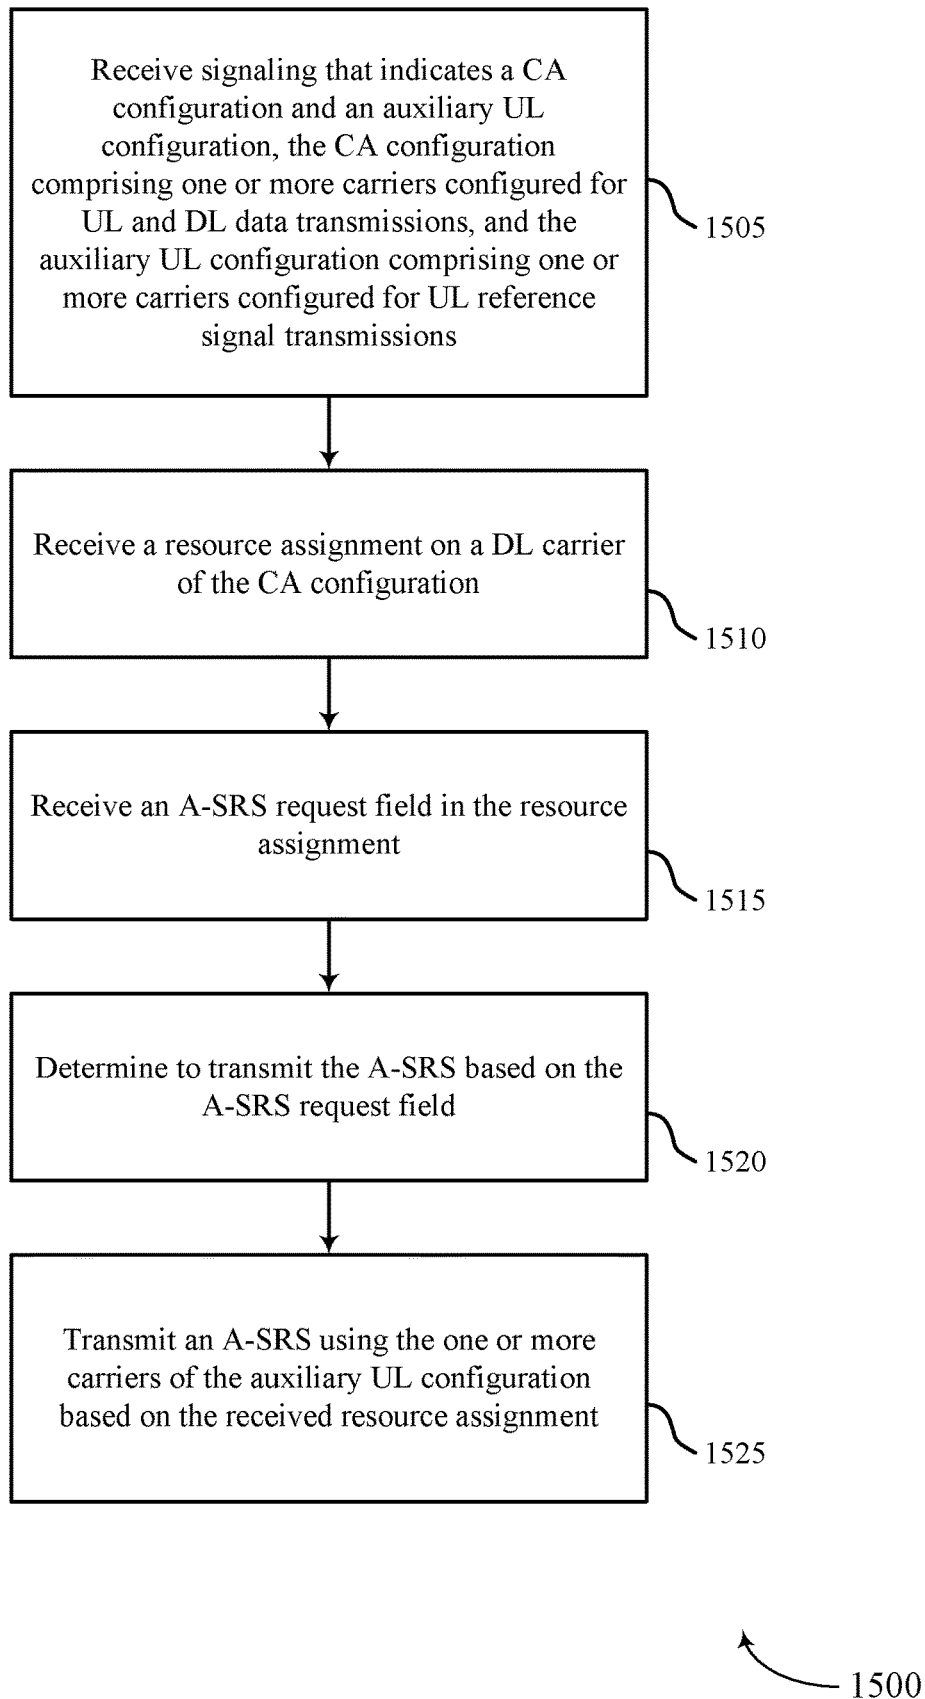 Receive signaling that indicates a CA
configuration and an auxiliary UL
configuration, the CA configuration
comprising one or more carriers configured for
UL and DL data transmissions, and the
auxiliary UL configuration comprising one or
more carriers configured for UL reference
signal transmissions
1505
Receive a resource assignment on a DL carrier
of the CA configuration
1510
Receive an A-SRS request field in the resource
assignment
1515
Determine to transmit the A-SRS based on the
A-SRS request field
1520
Transmit an A-SRS using the one or more
carriers of the auxiliary UL configuration
based on the received resource assignment
1525
1500